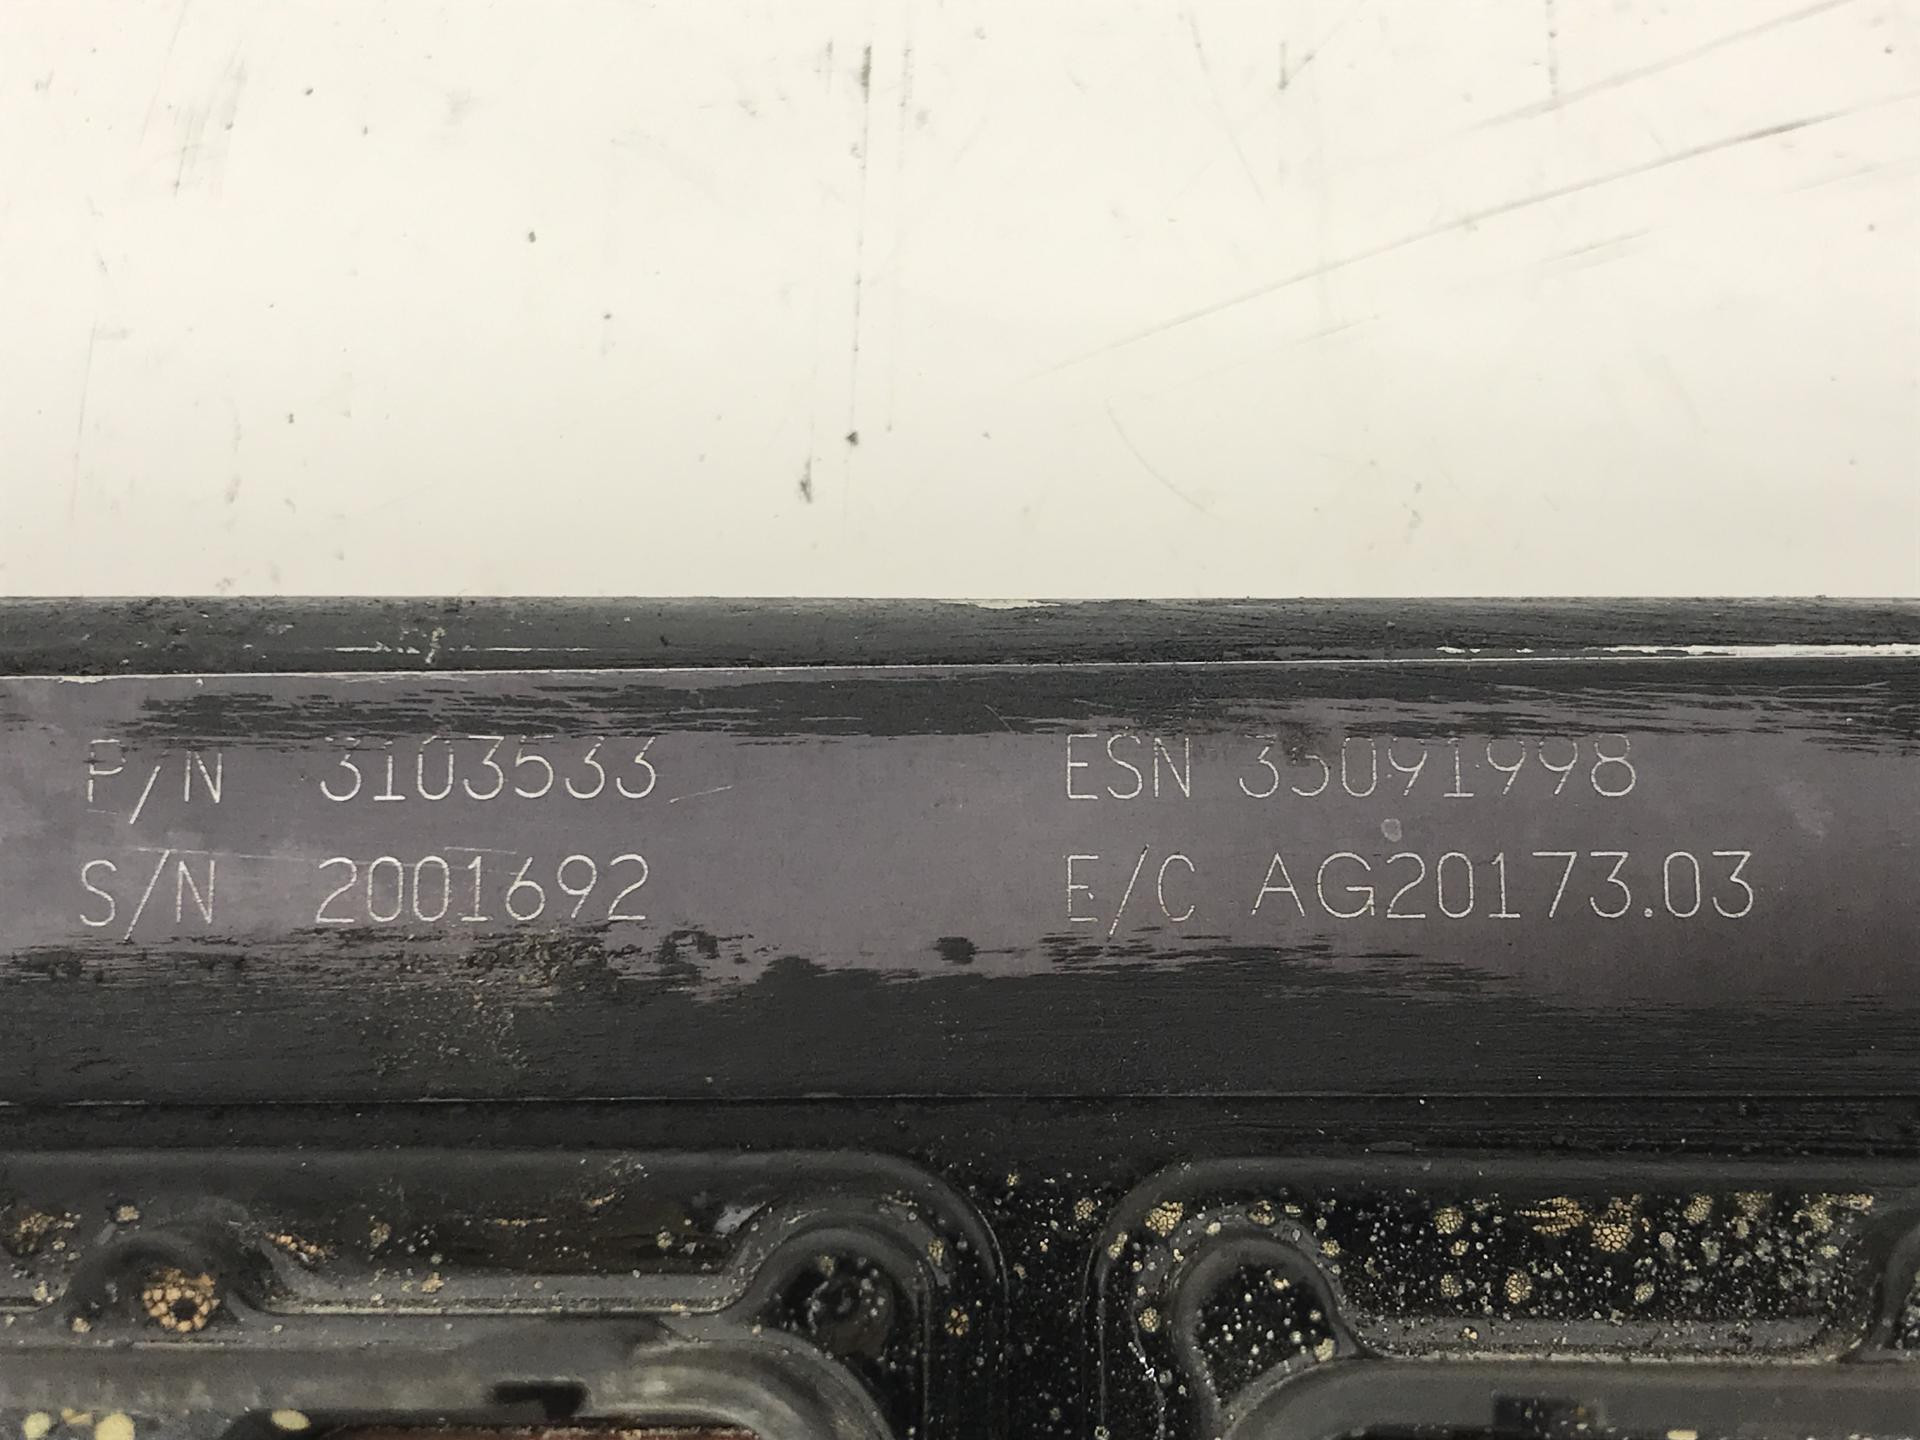 P/N 3103533 ESN 35091998
S/N 2001692 E/C AG20173.03